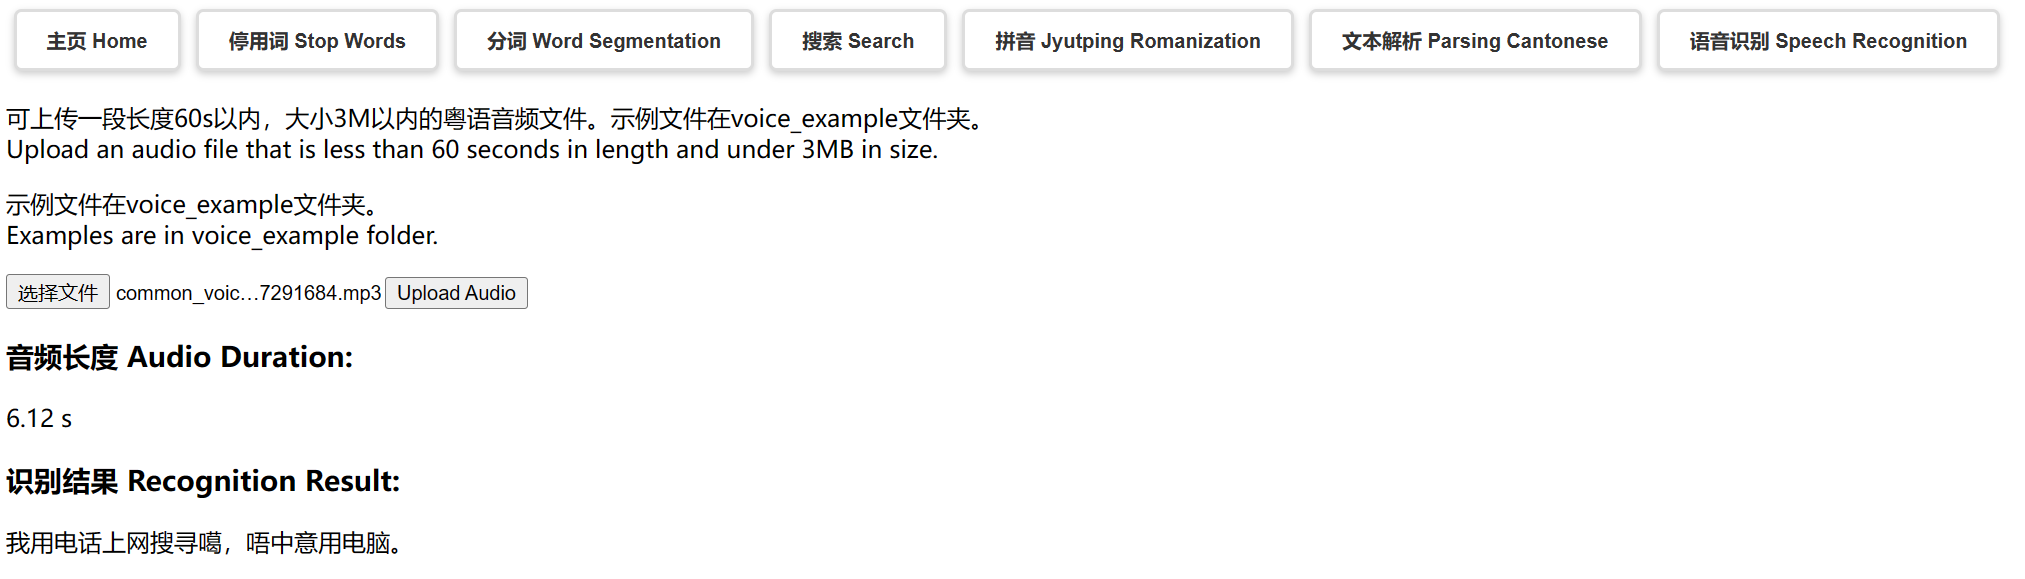 主页 Home 停用词 Stop Words 分词 Word Segmentation 搜索 Search 拼音 Jyutping Romanization 文本解析 Parsing Cantonese 语音识别 Speech Recognition
可上传一段长度60s以内，大小3M以内的粤语音频文件。示例文件在voice_example文件夹。
Upload an audio file that is less than 60 seconds in length and under 3MB in size.
示例文件在voice_example文件夹。
Examples are in voice_example folder.
选择文件 common_voic...7291684.mp3 Upload Audio
音频长度 Audio Duration:
6.12 s
识别结果 Recognition Result:
我用电话上网搜寻噶，唔中意用电脑。